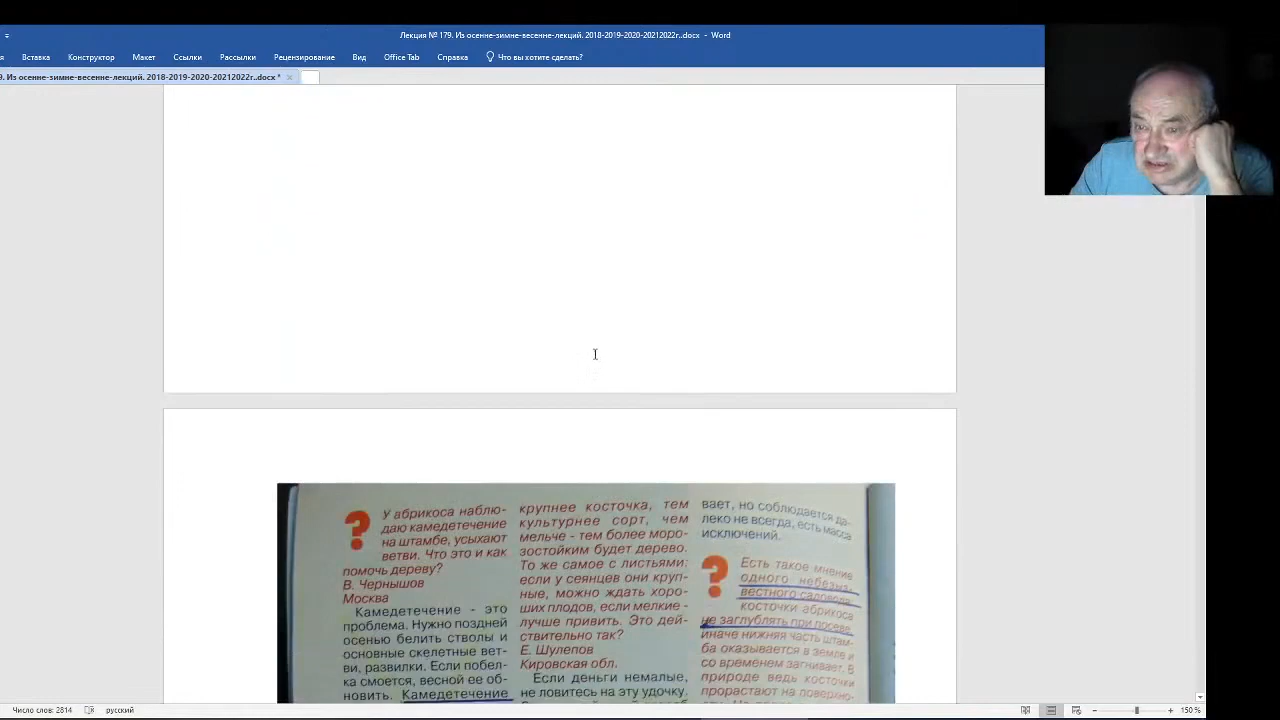 Лекция № 179. Из осенне-зимне-весенне-лекций. 2018-2019-2020-20212022г..docx - Word
Вставка Конструктор Макет Ссылки Рассылки Рецензирование Вид Office Tab Справка Что вы хотите сделать?
9. Из осенне-зимне-весенне-лекций. 2018-2019-2020-20212022г..docx *
У абрикоса наблю-
даю камедетечение
на штамбе, усыхают
ветви. Что это и как
помочь дереву?
В. Чернышов
Москва
Камедетечение - это
проблема. Нужно поздней
осенью белить стволы и
основные скелетные вет-
ви, развилки. Если побел-
ка смоется, весной ее об-
новить. Камедетечение
крупнее косточка, тем
культурнее сорт, чем
мельче - тем более моро-
зостойким будет дерево.
То же самое с листьями:
если у сеянцев они круп-
ные, можно ждать хоро-
ших плодов, если мелкие -
лучше привить. Это дей-
ствительно так?
Е. Шулепов
Кировская обл.
Если деньги немалые,
не ловитесь на эту удочку.
вает, но соблюдается да-
леко не всегда, есть масса
исключений.
Есть такое мнение
одного небезыз-
вестного садовода:
косточки абрикоса
не заглублять при посеве,
иначе нижняя часть штам-
ба оказывается в земле и
со временем загнивает. В
природе ведь косточки
прорастают на поверхно-
Число слов: 2814 русский 150 %